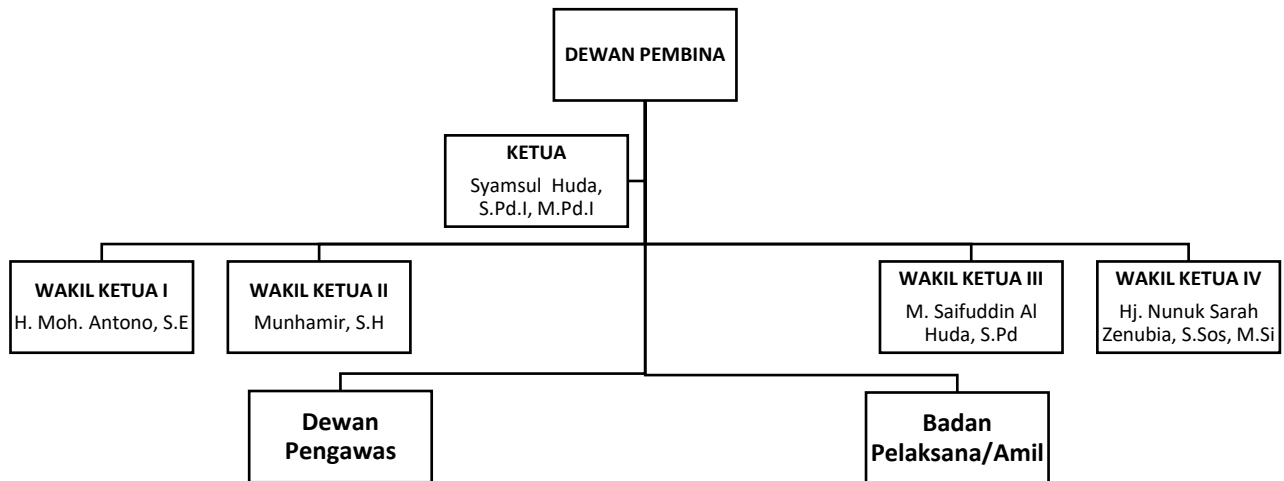 DEWAN PEMBINA
KETUA
Syamsul Huda,
S.Pd.I, M.Pd.I
WAKIL KETUA I
H. Moh. Antono, S.E
WAKIL KETUA II
Munhamir, S.H
WAKIL KETUA III
M. Saifuddin Al
Huda, S.Pd
WAKIL KETUA IV
Hj. Nunuk Sarah
Zenubia, S.Sos, M.Si
Dewan
Pengawas
Badan
Pelaksana/Amil